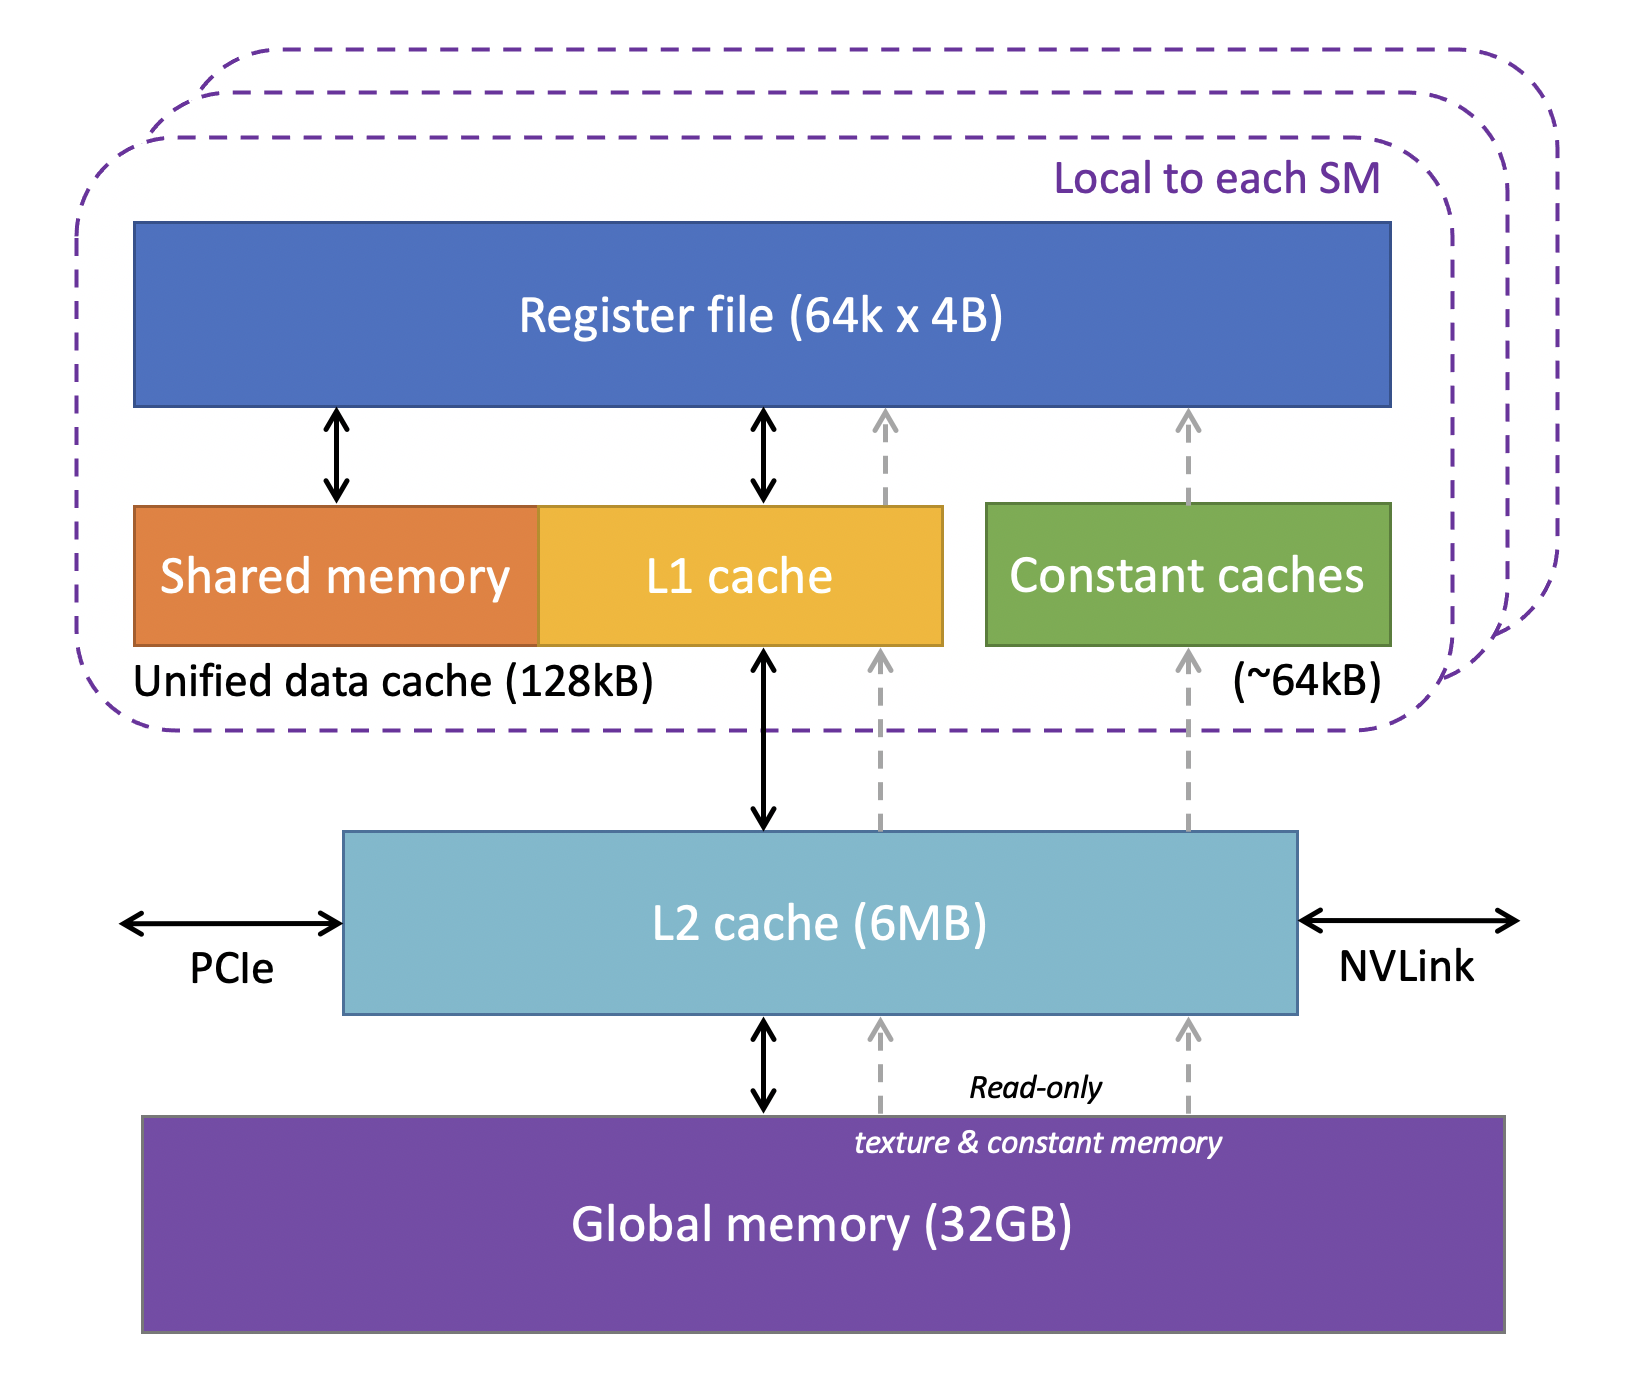 Local to each SM
Register file (64k x 4B)
Shared memory
L1 cache
Constant caches
Unified data cache (128kB)
(~64kB)
L2 cache (6MB)
PCIe
NVLink
Read-only
texture & constant memory
Global memory (32GB)